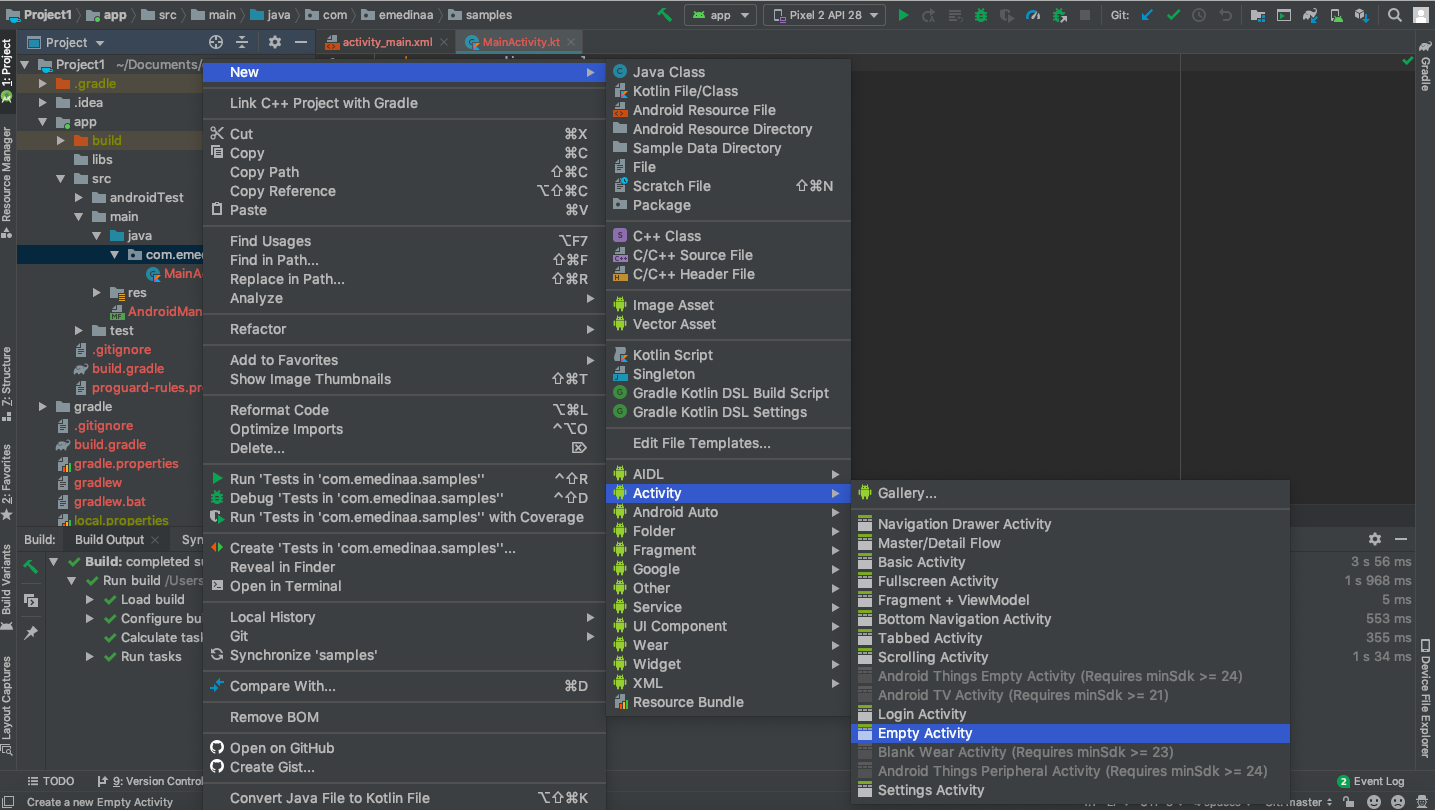 Project1 app src main java com emedinaa samples app Pixel 2 API 28 Git:
Project activity_main.xml MainActivity.kt
1: Project
Resource Manager
Z: Structure
2: Favorites
Build Variants
Layout Captures
Project1 ~/Documents/
.gradle
.idea
app
build
libs
src
androidTest
main
java
com.eme
MainA
res
AndroidMan
test
.gitignore
build.gradle
proguard-rules.pr
gradle
.gitignore
build.gradle
gradle.properties
gradlew
gradlew.bat
local.properties
New
Link C++ Project with Gradle
Cut ⌘X
Copy ⌘C
Copy Path ⇧⌘C
Copy Reference ⌥⇧⌘C
Paste ⌘V
Find Usages ⌥F7
Find in Path... ⇧⌘F
Replace in Path... ⇧⌘R
Analyze
Refactor
Add to Favorites
Show Image Thumbnails ⇧⌘T
Reformat Code ⌥⌘L
Optimize Imports ^⌥O
Delete... ⌦
Run 'Tests in 'com.emedinaa.samples'' ^⇧R
Debug 'Tests in 'com.emedinaa.samples'' ^⇧D
Run 'Tests in 'com.emedinaa.samples'' with Coverage
Create 'Tests in 'com.emedinaa.samples''...
Reveal in Finder
Open in Terminal
Local History
Git
Synchronize 'samples'
Compare With... ⌘D
Remove BOM
Open on GitHub
Create Gist...
Convert Java File to Kotlin File ⌥⇧⌘K
Java Class
Kotlin File/Class
Android Resource File
Android Resource Directory
Sample Data Directory
File
Scratch File ⇧⌘N
Package
C++ Class
C/C++ Source File
C/C++ Header File
Image Asset
Vector Asset
Kotlin Script
Singleton
Gradle Kotlin DSL Build Script
Gradle Kotlin DSL Settings
Edit File Templates...
AIDL
Activity
Android Auto
Folder
Fragment
Google
Other
Service
UI Component
Wear
Widget
XML
Resource Bundle
Gallery...
Navigation Drawer Activity
Master/Detail Flow
Basic Activity
Fullscreen Activity
Fragment + ViewModel
Bottom Navigation Activity
Tabbed Activity
Scrolling Activity
Android Things Empty Activity (Requires minSdk >= 24)
Android TV Activity (Requires minSdk >= 21)
Login Activity
Empty Activity
Blank Wear Activity (Requires minSdk >= 23)
Android Things Peripheral Activity (Requires minSdk >= 24)
Settings Activity
Build: Build Output Syn
Build: completed su
Run build /Users
Load build
Configure bu
Calculate task
Run tasks
3 s 56 ms
1 s 968 ms
5 ms
553 ms
355 ms
1 s 34 ms
Gradle
Device File Explorer
TODO 9: Version Control 2 Event Log
Create a new Empty Activity master